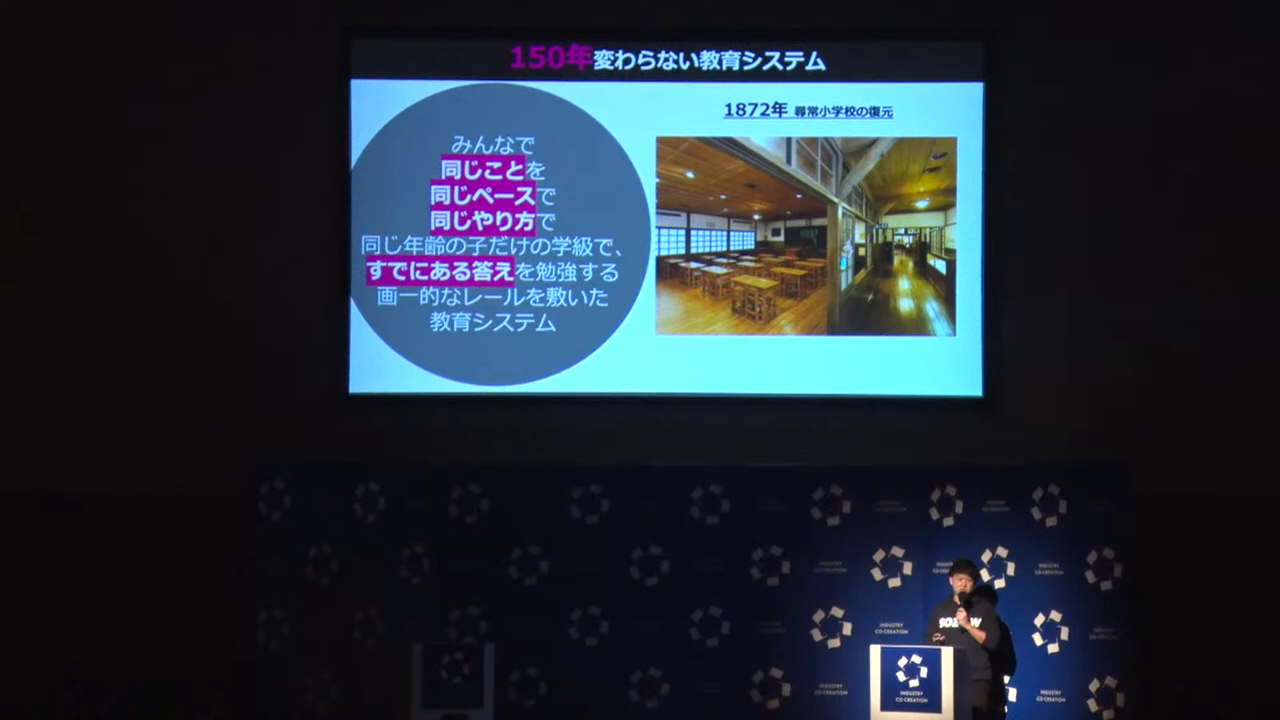 150年変わらない教育システム
みんなで
同じことを
同じペースで
同じやり方で
同じ年齢の子だけの学級で、
すでにある答えを勉強する
画一的なレールを敷いた
教育システム
1872年 尋常小学校の復元
INDUSTRY
CO-CREATION
INDUSTRY
CO-CREATION